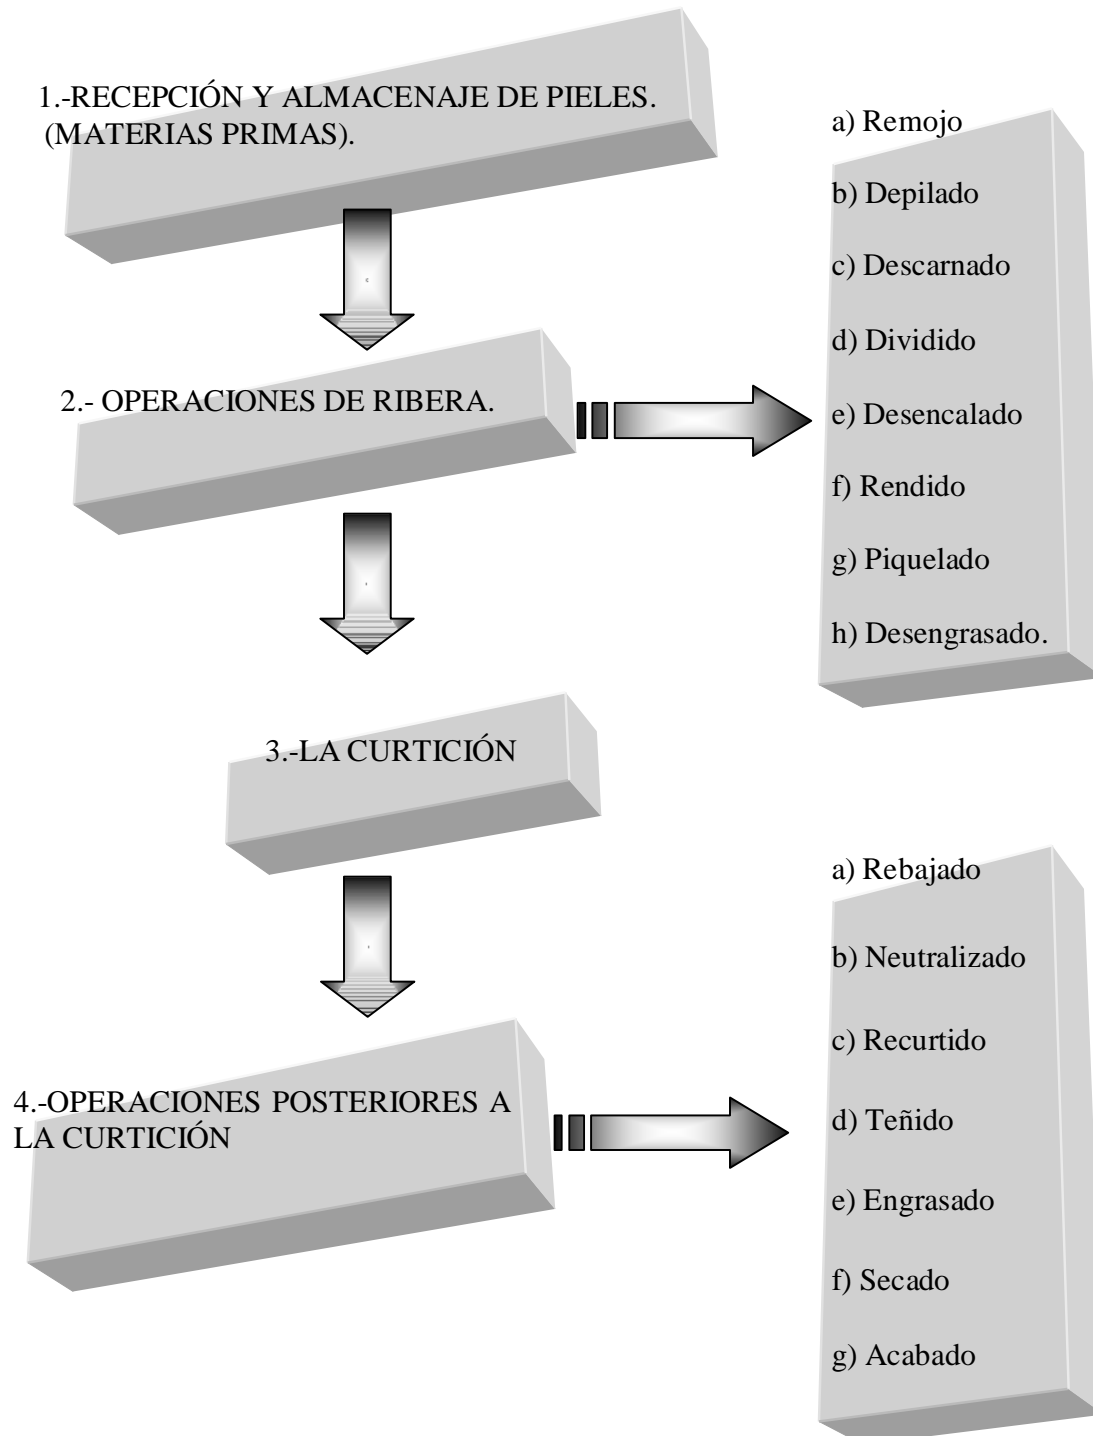 1.-RECEPCIÓN Y ALMACENAJE DE PIELES.
(MATERIAS PRIMAS).
2.- OPERACIONES DE RIBERA.
a) Remojo
b) Depilado
c) Descarnado
d) Dividido
e) Desencalado
f) Rendido
g) Piquelado
h) Desengrasado.
3.-LA CURTICIÓN
4.-OPERACIONES POSTERIORES A
LA CURTICIÓN
a) Rebajado
b) Neutralizado
c) Recurtido
d) Teñido
e) Engrasado
f) Secado
g) Acabado